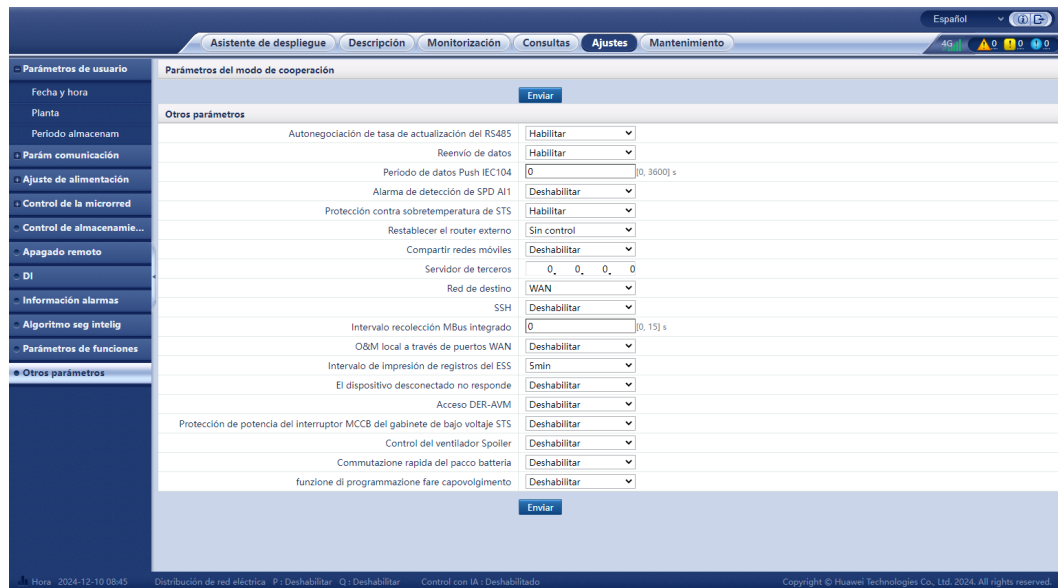 Español
Asistente de despliegue Descripción Monitorización Consultas Ajustes Mantenimiento
4G 0 0 0
Parámetros de usuario
Fecha y hora
Planta
Periodo almacenam
Parám comunicación
Ajuste de alimentación
Control de la microrred
Control de almacenamie...
Apagado remoto
DI
Información alarmas
Algoritmo seg intelig
Parámetros de funciones
Otros parámetros
Parámetros del modo de cooperación
Enviar
Otros parámetros
Autonegociación de tasa de actualización del RS485 Habilitar
Reenvío de datos Habilitar
Período de datos Push IEC104 0 [0, 3600] s
Alarma de detección de SPD AI1 Deshabilitar
Protección contra sobretemperatura de STS Habilitar
Restablecer el router externo Sin control
Compartir redes móviles Deshabilitar
Servidor de terceros 0. 0. 0. 0
Red de destino WAN
SSH Deshabilitar
Intervalo recolección MBus integrado 0 [0, 15] s
O&M local a través de puertos WAN Deshabilitar
Intervalo de impresión de registros del ESS 5min
El dispositivo desconectado no responde Deshabilitar
Acceso DER-AVM Deshabilitar
Protección de potencia del interruptor MCCB del gabinete de bajo voltaje STS Deshabilitar
Control del ventilador Spoiler Deshabilitar
Commutazione rapida del pacco batteria Deshabilitar
funzione di programmazione fare capovolgimento Deshabilitar
Enviar
Hora 2024-12-10 08:45 Distribución de red eléctrica P : Deshabilitar Q : Deshabilitar Control con IA : Deshabilitado Copyright © Huawei Technologies Co., Ltd. 2024. All rights reserved.